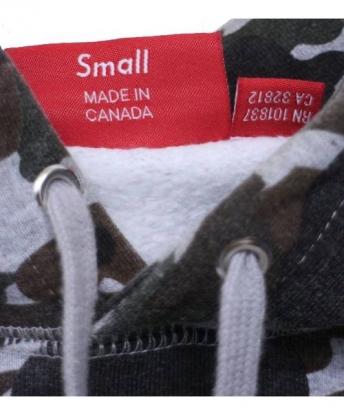 Small
MADE IN
CANADA
RN 101837
CA 32812